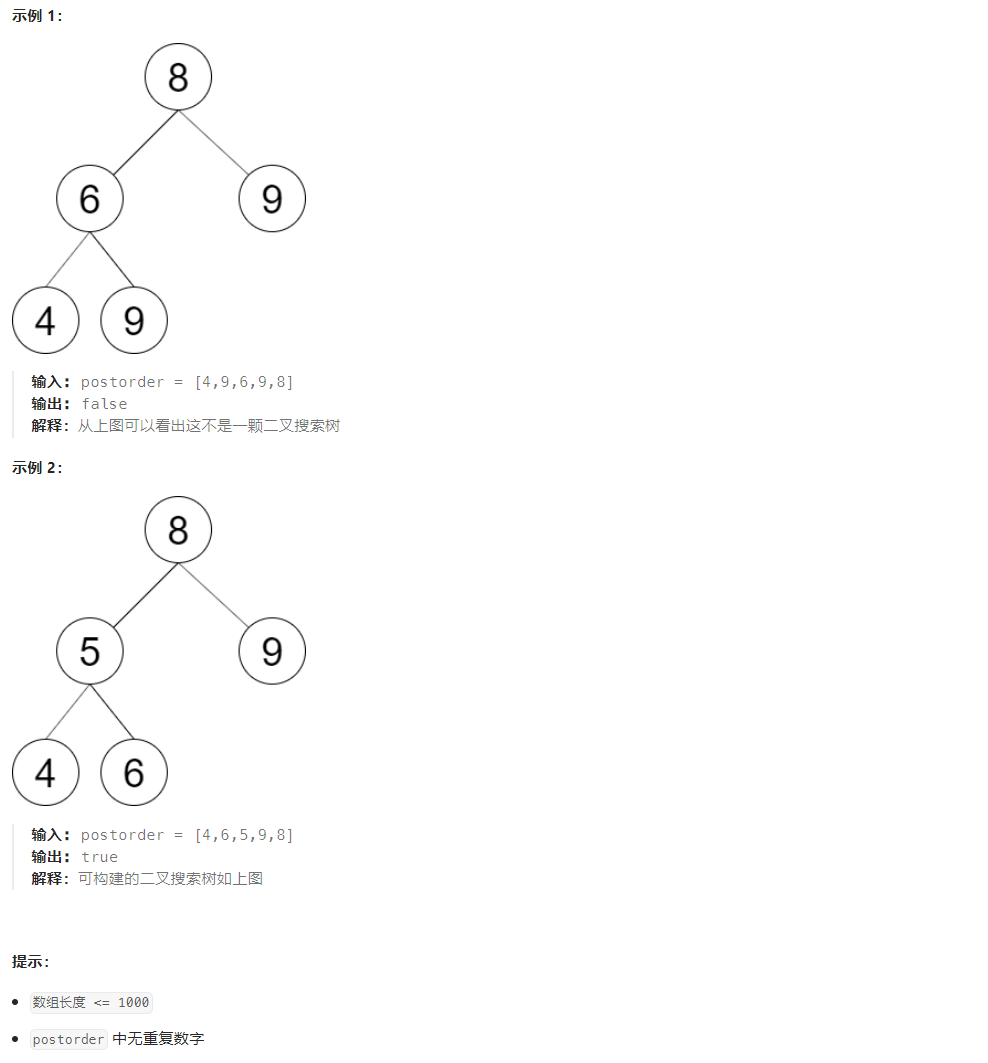 示例 1：
8
6 9
4 9
输入： postorder = [4,9,6,9,8]
输出： false
解释：从上图可以看出这不是一颗二叉搜索树
示例 2：
8
5 9
4 6
输入： postorder = [4,6,5,9,8]
输出： true
解释：可构建的二叉搜索树如上图
提示：
• 数组长度 <= 1000
• postorder 中无重复数字